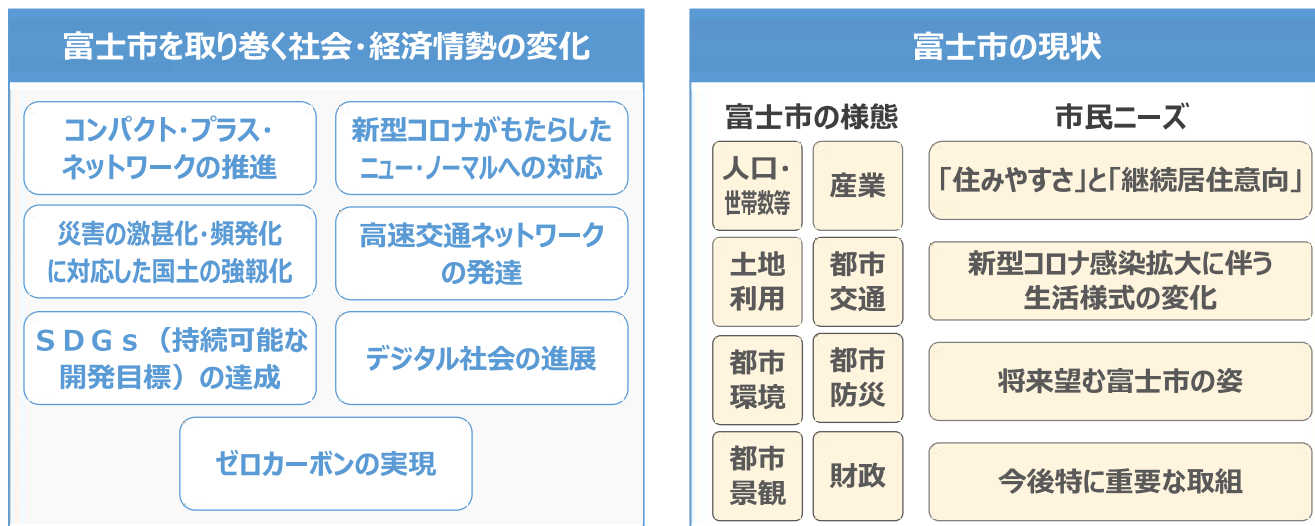 富士市を取り巻く社会・経済情勢の変化
コンパクト・プラス・
ネットワークの推進
新型コロナがもたらした
ニュー・ノーマルへの対応
災害の激甚化・頻発化
に対応した国土の強靱化
高速交通ネットワーク
の発達
SDGs（持続可能な
開発目標）の達成
デジタル社会の進展
ゼロカーボンの実現
富士市の現状
富士市の様態
人口・
世帯数等
産業
土地
利用
都市
交通
都市
環境
都市
防災
都市
景観
財政
市民ニーズ
「住みやすさ」と「継続居住意向」
新型コロナ感染拡大に伴う
生活様式の変化
将来望む富士市の姿
今後特に重要な取組